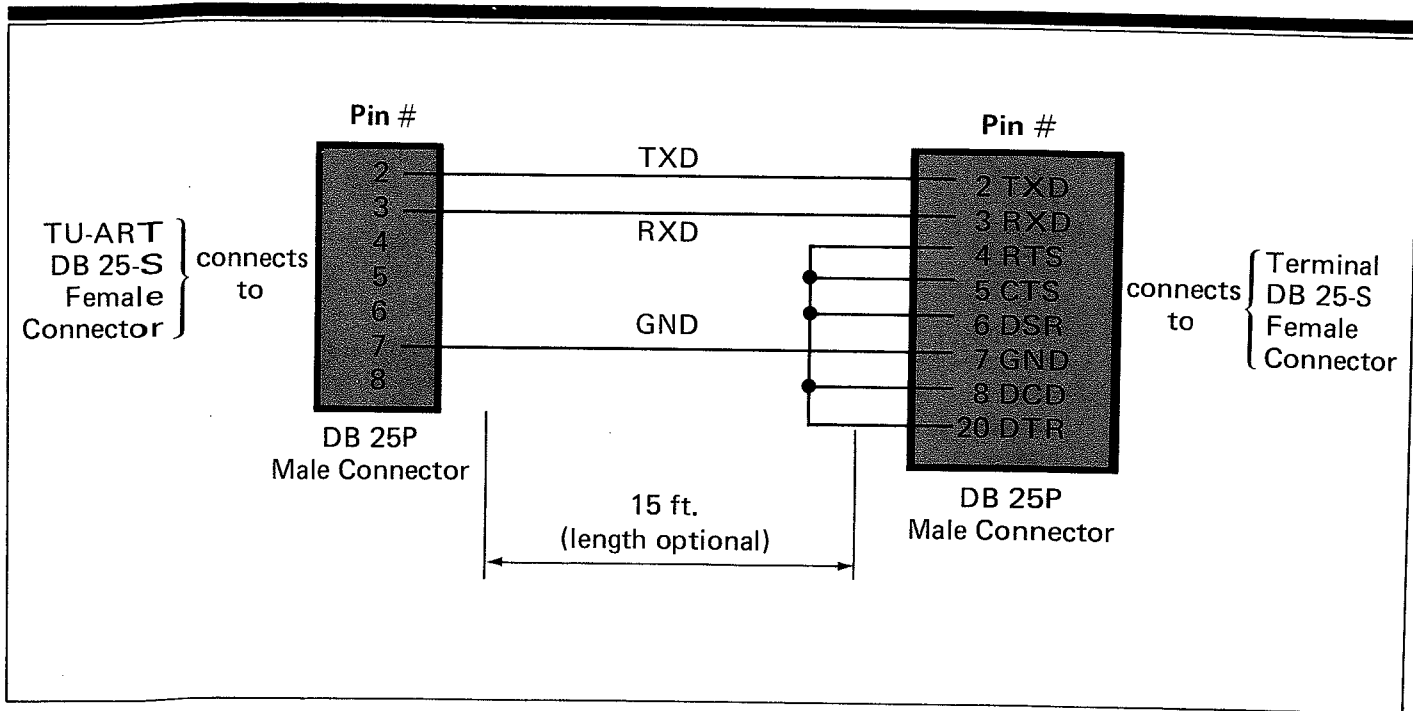 Pin #
2
3
4
5
6
7
8
TU-ART
DB 25-S
Female
Connector
connects
to
DB 25P
Male Connector
TXD
RXD
GND
15 ft.
(length optional)
Pin #
2 TXD
3 RXD
4 RTS
5 CTS
6 DSR
7 GND
8 DCD
20 DTR
DB 25P
Male Connector
connects
to
Terminal
DB 25-S
Female
Connector